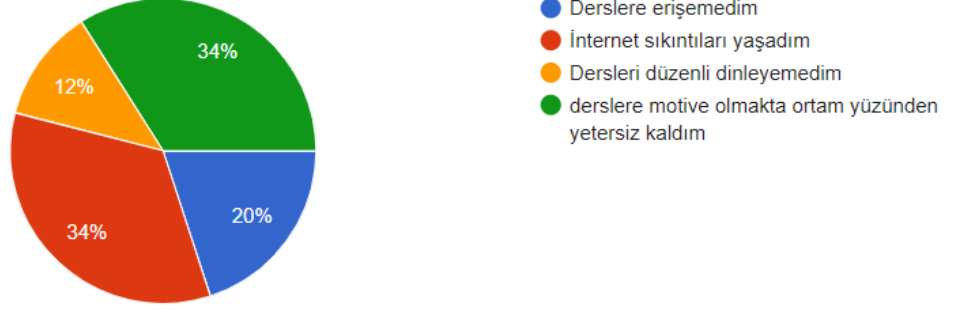 34%
12%
34%
20%
Derslere erişemedim
İnternet sıkıntıları yaşadım
Dersleri düzenli dinleyemedim
derslere motive olmakta ortam yüzünden
yetersiz kaldım